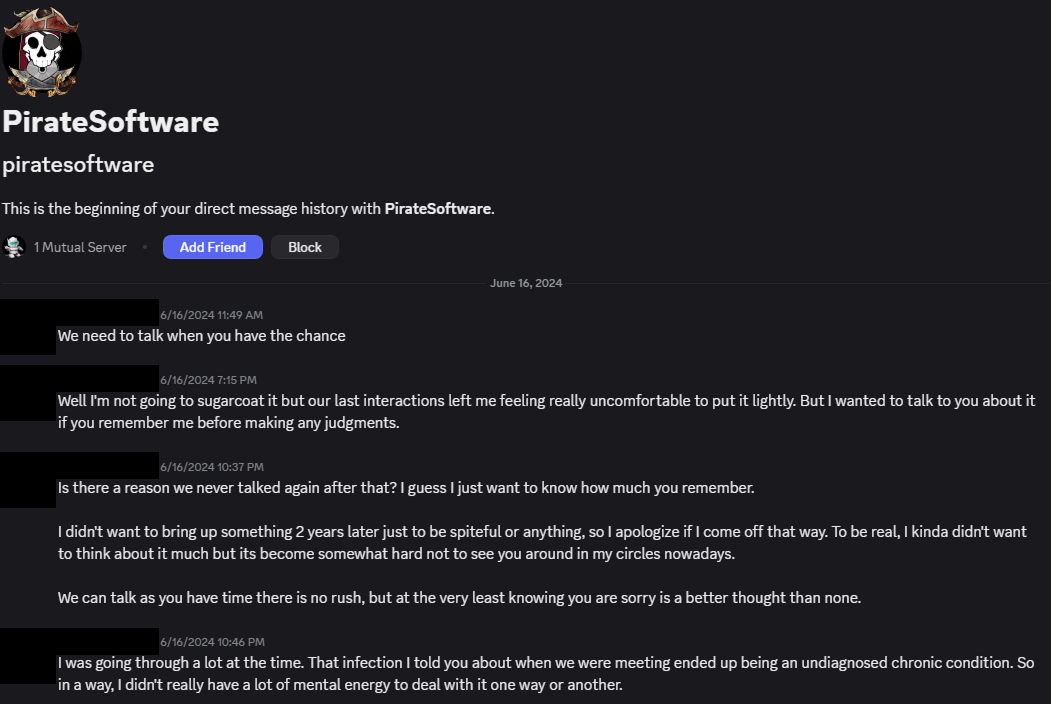 PirateSoftware
piratesoftware
This is the beginning of your direct message history with PirateSoftware.
1 Mutual Server • Add Friend Block
June 16, 2024
6/16/2024 11:49 AM
We need to talk when you have the chance
6/16/2024 7:15 PM
Well I'm not going to sugarcoat it but our last interactions left me feeling really uncomfortable to put it lightly. But I wanted to talk to you about it
if you remember me before making any judgments.
6/16/2024 10:37 PM
Is there a reason we never talked again after that? I guess I just want to know how much you remember.
I didn't want to bring up something 2 years later just to be spiteful or anything, so I apologize if I come off that way. To be real, I kinda didn't want
to think about it much but its become somewhat hard not to see you around in my circles nowadays.
We can talk as you have time there is no rush, but at the very least knowing you are sorry is a better thought than none.
6/16/2024 10:46 PM
I was going through a lot at the time. That infection I told you about when we were meeting ended up being an undiagnosed chronic condition. So
in a way, I didn't really have a lot of mental energy to deal with it one way or another.